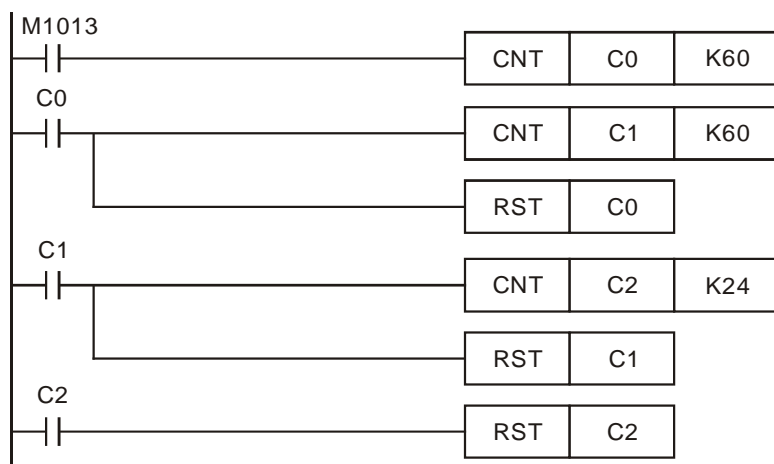 M1013
CNT C0 K60
C0
CNT C1 K60
RST C0
C1
CNT C2 K24
RST C1
C2
RST C2